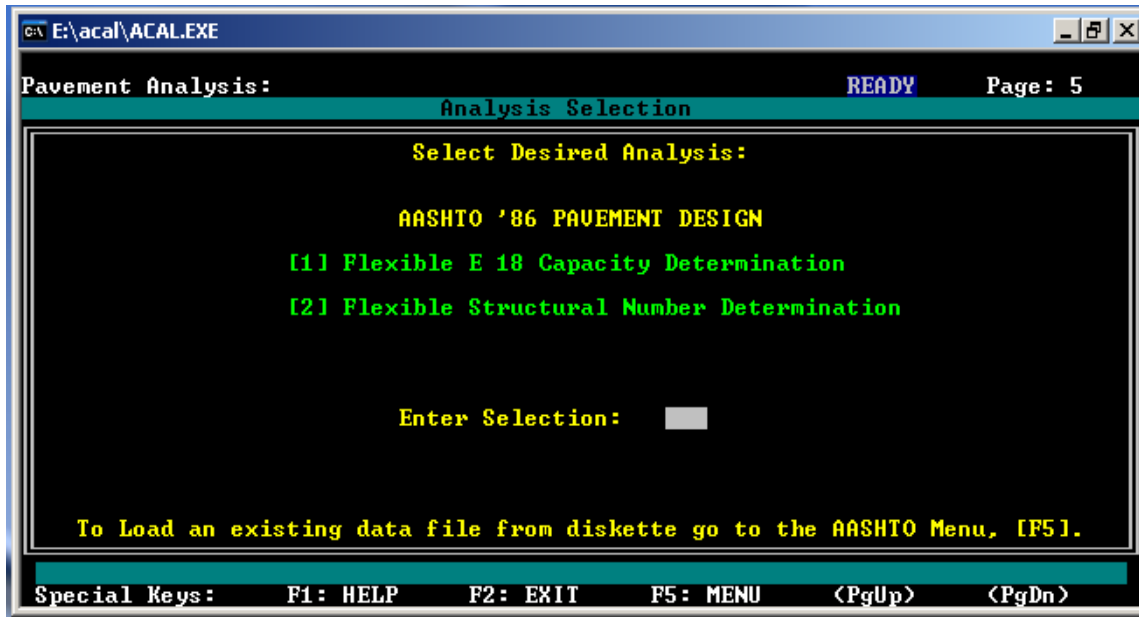 E:\acal\ACAL.EXE
Pavement Analysis: READY Page: 5
Analysis Selection
Select Desired Analysis:
AASHTO '86 PAVEMENT DESIGN
[1] Flexible E 18 Capacity Determination
[2] Flexible Structural Number Determination
Enter Selection:
To Load an existing data file from diskette go to the AASHTO Menu, [F5].
Special Keys: F1: HELP F2: EXIT F5: MENU <PgUp> <PgDn>